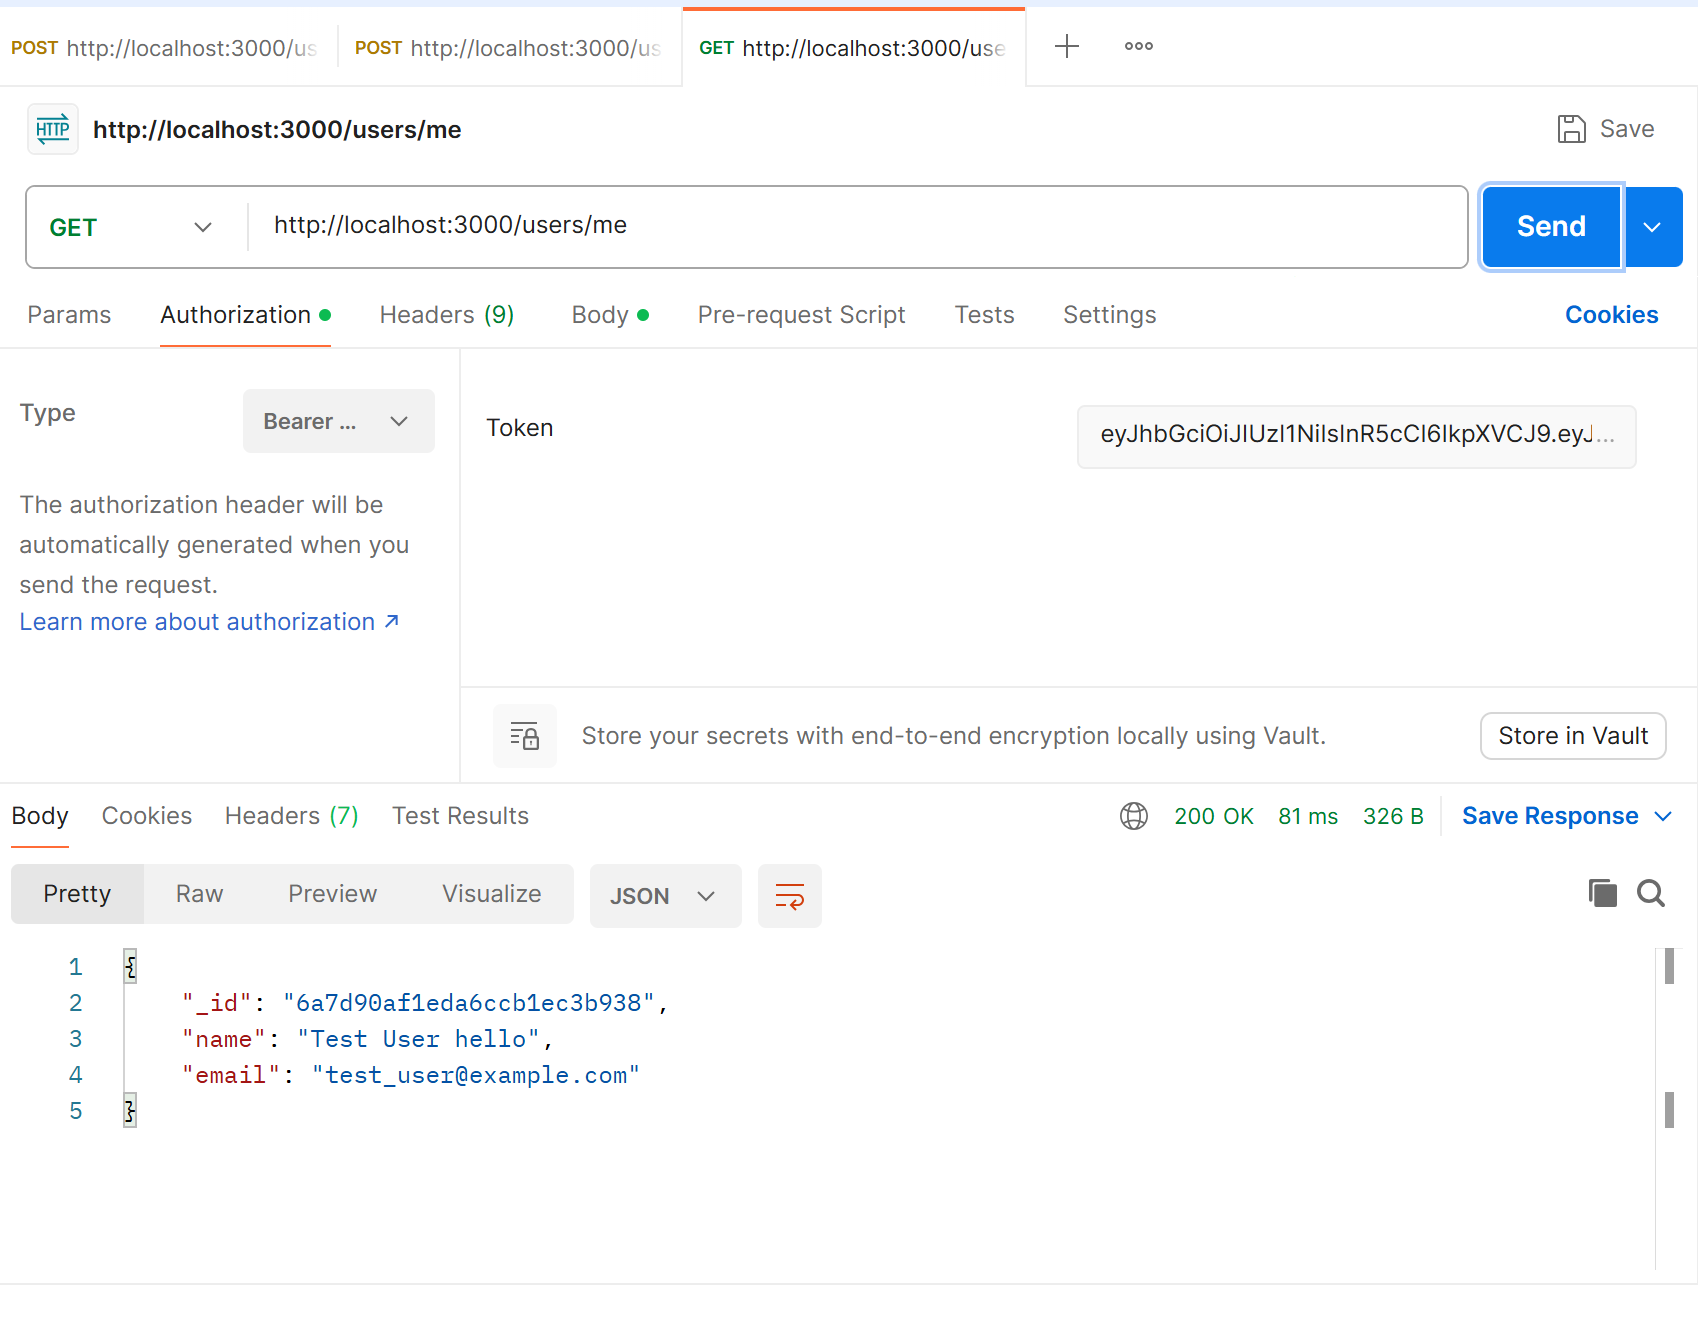 POST http://localhost:3000/us
POST http://localhost:3000/us
GET http://localhost:3000/use
HTTP http://localhost:3000/users/me
Save
GET http://localhost:3000/users/me
Send
Params Authorization Headers (9) Body Pre-request Script Tests Settings Cookies
Type Bearer ...
The authorization header will be
automatically generated when you
send the request.
Learn more about authorization ↗
Token eyJhbGciOiJIUzI1NiIsInR5cCI6IkpXVCJ9.eyJ...
Store your secrets with end-to-end encryption locally using Vault. Store in Vault
Body Cookies Headers (7) Test Results 200 OK 81 ms 326 B Save Response
Pretty Raw Preview Visualize JSON
1 {
2 "_id": "6a7d90af1eda6ccb1ec3b938",
3 "name": "Test User hello",
4 "email": "test_user@example.com"
5 }